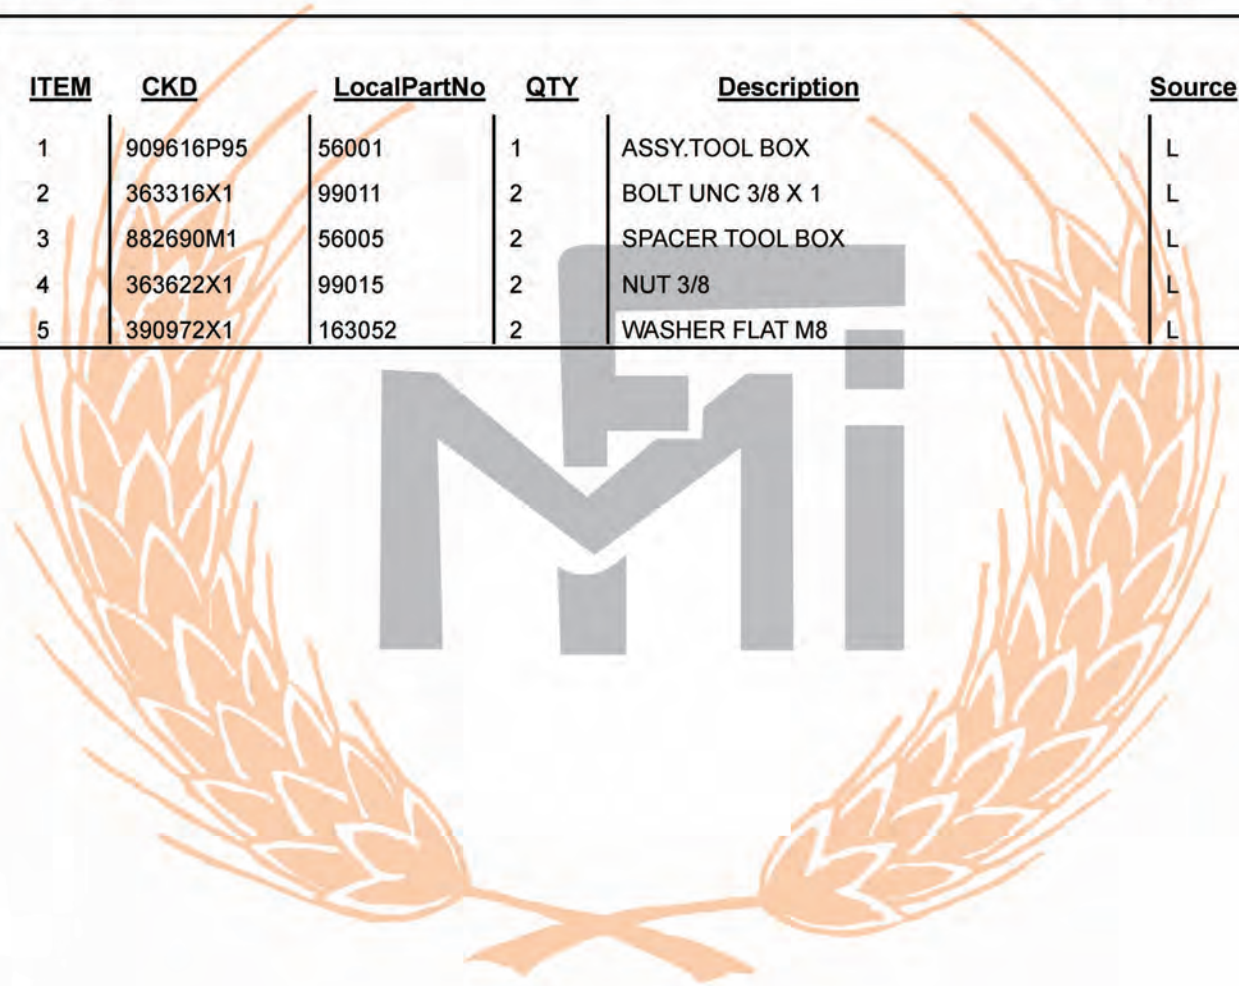 ITEM CKD LocalPartNo QTY Description Source
1 909616P95 56001 1 ASSY.TOOL BOX L
2 363316X1 99011 2 BOLT UNC 3/8 X 1 L
3 882690M1 56005 2 SPACER TOOL BOX L
4 363622X1 99015 2 NUT 3/8 L
5 390972X1 163052 2 WASHER FLAT M8 L